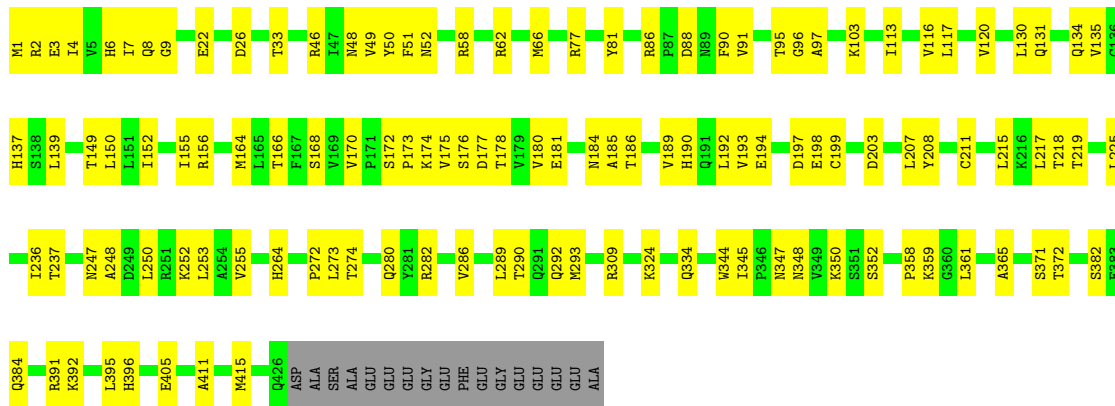 M1 R2 E3 I4 V5 H6 I7 Q8 G9 E22 D26 T33 R46 I47 N48 V49 Y50 F51 N52 R58 R62 M66 R77 Y81 R86 P87 D88 N89 F90 V91 T95 G96 A97 K103 I113 V116 L117 V120 L130 Q131 Q134 V135 G136
H137 S138 L139 T149 L150 L151 I152 I155 R156 M164 L165 T166 F167 S168 V169 V170 P171 S172 P173 K174 V175 S176 D177 T178 V179 V180 E181 N184 A185 T186 V189 H190 Q191 L192 V193 E194 D197 E198 C199 D203 L207 Y208 C211 L215 K216 L217 T218 T219 L225
I236 T237 N247 A248 D249 L250 R251 K252 L253 A254 V255 H264 P272 L273 T274 Q280 Y281 R282 V286 L289 T290 Q291 Q292 M293 R309 K324 Q334 W344 I345 P346 N347 N348 V349 K350 S351 S352 P358 K359 G360 L361 A365 S371 T372 S382 E383
Q384 R391 K392 L395 H396 E405 A411 M415 Q426 ASP ALA SER ALA GLU GLU GLY GLU PHE GLU GLY GLU GLU GLU GLU ALA